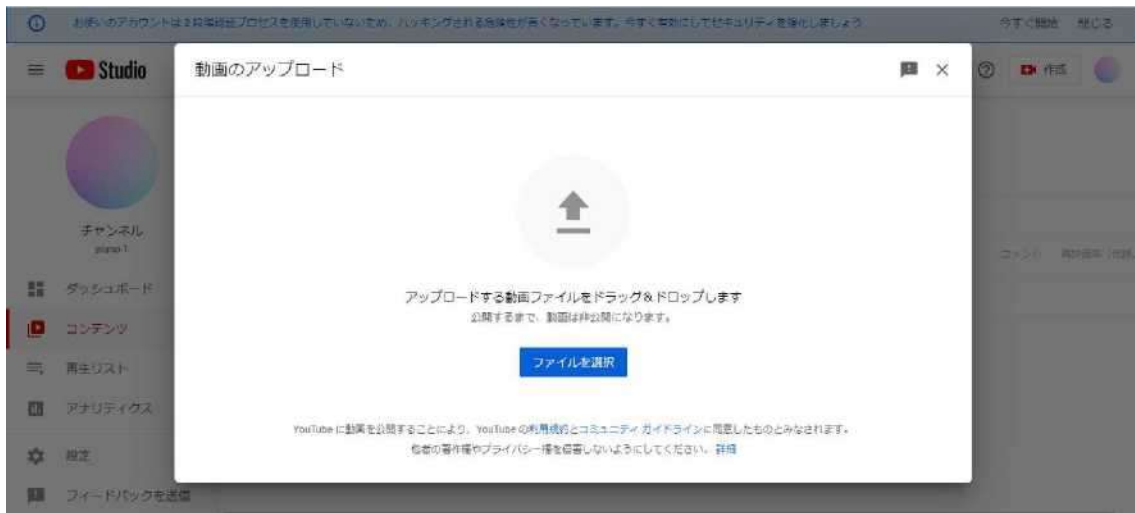 お使いのアカウントは2段階認証プロセスを使用していないため、ハッキングされる危険性が高くなっています。今すぐ有効にしてセキュリティを強化しましょう
今すぐ開始 閉じる
Studio
動画のアップロード
作成
チャンネル
ダッシュボード
コンテンツ
再生リスト
アナリティクス
設定
フィードバックを送信
アップロードする動画ファイルをドラッグ&ドロップします
公開するまで、動画は非公開になります。
ファイルを選択
YouTube に動画を公開することにより、YouTube の利用規約とコミュニティ ガイドラインに同意したものとみなされます。
他者の著作権やプライバシー権を侵害しないようにしてください。 詳細